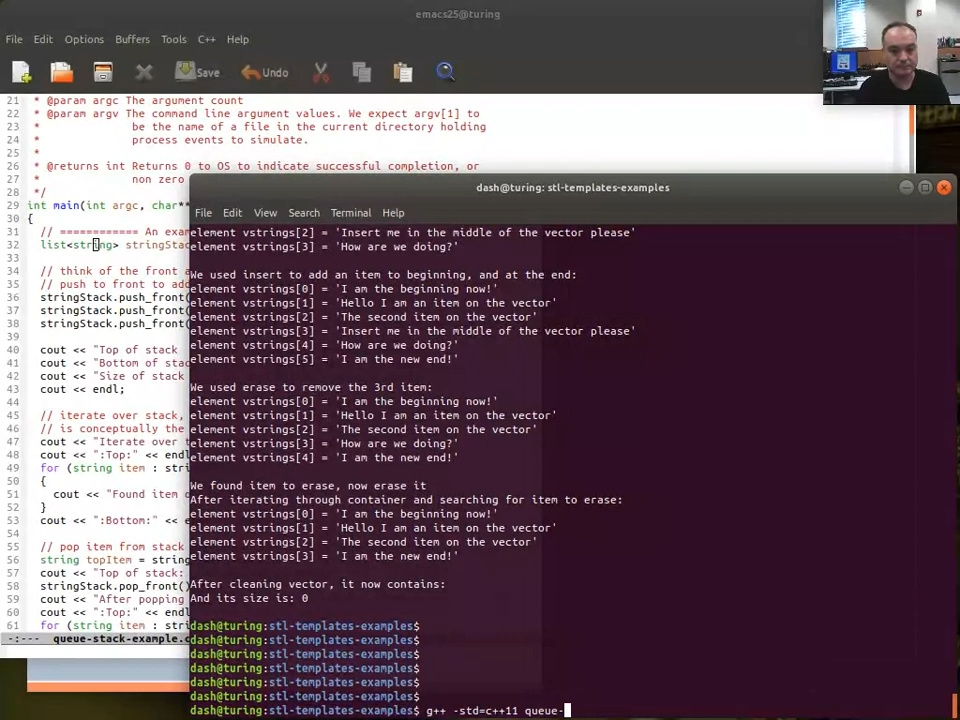 emacs25@turing
File Edit Options Buffers Tools C++ Help
Save Undo
21 * @param argc The argument count
22 * @param argv The command line argument values. We expect argv[1] to
23 * be the name of a file in the current directory holding
24 * process events to simulate.
25 *
26 * @returns int Returns 0 to OS to indicate successful completion, or
27 * non zero
28 */
29 int main(int argc, char**
30 {
31 // ============ An exa
32 list<string> stringStac
33
34 // think of the front a
35 // push to front to ad
36 stringStack.push_front(
37 stringStack.push_front(
38 stringStack.push_front(
39
40 cout << "Top of stack
41 cout << "Bottom of stac
42 cout << "Size of stack
43 cout << endl;
44
45 // iterate over stack,
46 // is conceptually the
47 cout << "Iterate over t
48 cout << ":Top:" << endl
49 for (string item : stri
50 {
51 cout << "Found item o
52 }
53 cout << ":Bottom:" << e
54
55 // pop item from stack
56 string topItem = string
57 cout << "Top of stack:
58 stringStack.pop_front()
59 cout << "After popping
60 cout << ":Top:" << endl
61 for (string item : stri
-:--- queue-stack-example.c
dash@turing: stl-templates-examples
File Edit View Search Terminal Help
element vstrings[2] = 'Insert me in the middle of the vector please'
element vstrings[3] = 'How are we doing?'
We used insert to add an item to beginning, and at the end:
element vstrings[0] = 'I am the beginning now!'
element vstrings[1] = 'Hello I am an item on the vector'
element vstrings[2] = 'The second item on the vector'
element vstrings[3] = 'Insert me in the middle of the vector please'
element vstrings[4] = 'How are we doing?'
element vstrings[5] = 'I am the new end!'
We used erase to remove the 3rd item:
element vstrings[0] = 'I am the beginning now!'
element vstrings[1] = 'Hello I am an item on the vector'
element vstrings[2] = 'The second item on the vector'
element vstrings[3] = 'How are we doing?'
element vstrings[4] = 'I am the new end!'
We found item to erase, now erase it
After iterating through container and searching for item to erase:
element vstrings[0] = 'I am the beginning now!'
element vstrings[1] = 'Hello I am an item on the vector'
element vstrings[2] = 'The second item on the vector'
element vstrings[3] = 'I am the new end!'
After cleaning vector, it now contains:
And its size is: 0
dash@turing:stl-templates-examples$
dash@turing:stl-templates-examples$
dash@turing:stl-templates-examples$
dash@turing:stl-templates-examples$
dash@turing:stl-templates-examples$
dash@turing:stl-templates-examples$
dash@turing:stl-templates-examples$ g++ -std=c++11 queue-